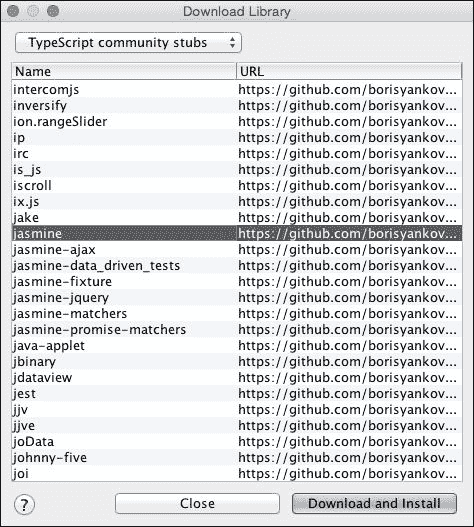 Download Library
TypeScript community stubs
Name URL
intercomjs https://github.com/borisyankov...
inversify https://github.com/borisyankov...
ion.rangeSlider https://github.com/borisyankov...
ip https://github.com/borisyankov...
irc https://github.com/borisyankov...
is_js https://github.com/borisyankov...
iscroll https://github.com/borisyankov...
ix.js https://github.com/borisyankov...
jake https://github.com/borisyankov...
jasmine https://github.com/borisyankov...
jasmine-ajax https://github.com/borisyankov...
jasmine-data_driven_tests https://github.com/borisyankov...
jasmine-fixture https://github.com/borisyankov...
jasmine-jquery https://github.com/borisyankov...
jasmine-matchers https://github.com/borisyankov...
jasmine-promise-matchers https://github.com/borisyankov...
java-applet https://github.com/borisyankov...
jbinary https://github.com/borisyankov...
jdataview https://github.com/borisyankov...
jest https://github.com/borisyankov...
jjv https://github.com/borisyankov...
jjve https://github.com/borisyankov...
joData https://github.com/borisyankov...
johnny-five https://github.com/borisyankov...
joi https://github.com/borisyankov...
? Close Download and Install